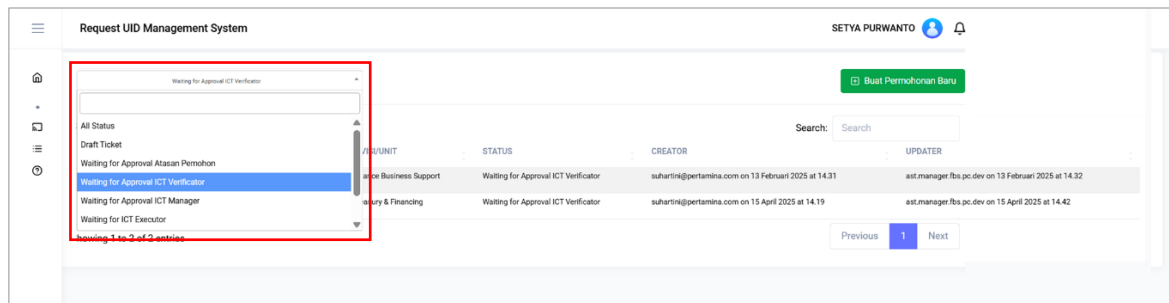 Request UID Management System
SETYA PURWANTO
Waiting for Approval ICT Verificator
Buat Permohonan Baru
All Status
Draft Ticket
Waiting for Approval Atasan Pemohon
Waiting for Approval ICT Verificator
Waiting for Approval ICT Manager
Waiting for ICT Executor
Search: Search
STATUS CREATOR UPDATER
Business Support Waiting for Approval ICT Verificator suhartini@pertamina.com on 13 Februari 2025 at 14.31 ast.manager.fbs.pc.dev on 13 Februari 2025 at 14.32
& Financing Waiting for Approval ICT Verificator suhartini@pertamina.com on 15 April 2025 at 14.19 ast.manager.fbs.pc.dev on 15 April 2025 at 14.42
howing 1 to 2 of 2 entries
Previous 1 Next